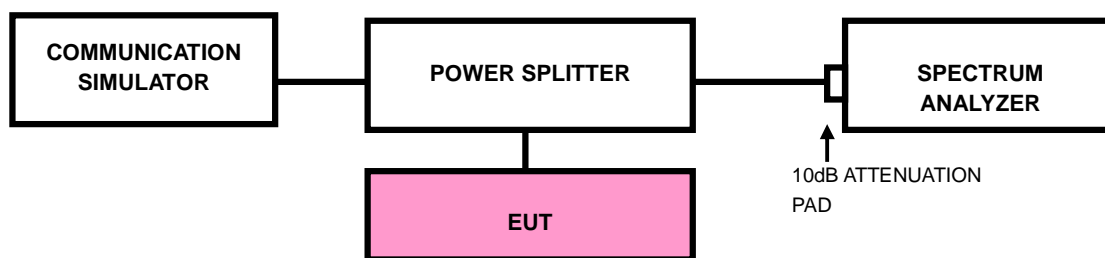 COMMUNICATION
SIMULATOR
POWER SPLITTER
SPECTRUM
ANALYZER
10dB ATTENUATION
PAD
EUT